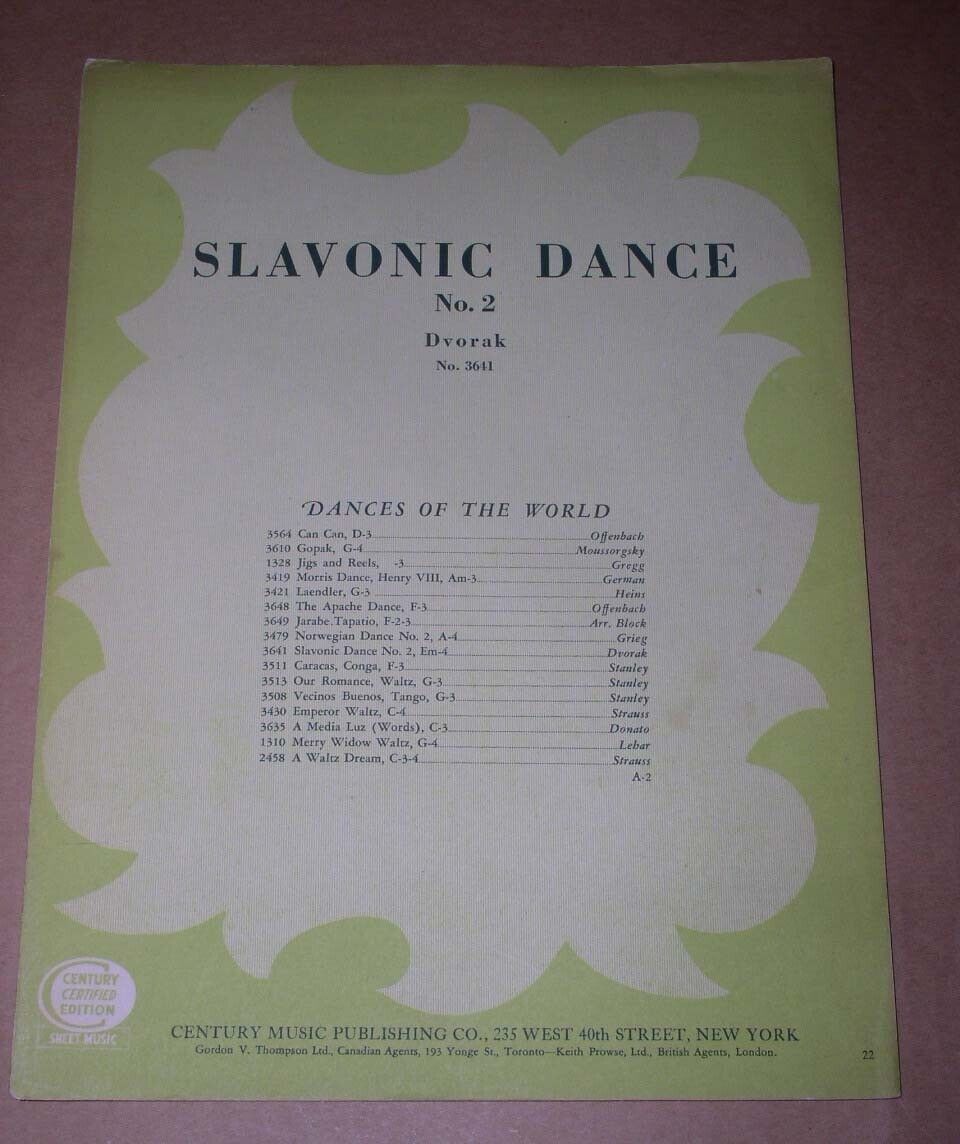 SLAVONIC DANCE
No. 2
Dvorak
No. 3641
DANCES OF THE WORLD
3564 Can Can, D-3 Offenbach
3610 Gopak, G-4 Moussorgsky
1328 Jigs and Reels, -3 Gregg
3419 Morris Dance, Henry VIII, Am-3 German
3421 Laendler, G-3 Heins
3648 The Apache Dance, F-3 Offenbach
3649 Jarabe Tapatio, F-2-3 Arr. Block
3479 Norwegian Dance No. 2, A-4 Grieg
3641 Slavonic Dance No. 2, Em-4 Dvorak
3511 Caracas, Conga, F-3 Stanley
3513 Our Romance, Waltz, G-3 Stanley
3508 Vecinos Buenos, Tango, G-3 Stanley
3430 Emperor Waltz, C-4 Strauss
3635 A Media Luz (Words), C-3 Donato
1310 Merry Widow Waltz, G-4 Lehar
2458 A Waltz Dream, C-3-4 Strauss
A-2
CENTURY
CERTIFIED
EDITION
SHEET MUSIC
CENTURY MUSIC PUBLISHING CO., 235 WEST 40th STREET, NEW YORK
Gordon V. Thompson Ltd., Canadian Agents, 193 Yonge St., Toronto—Keith Prowse, Ltd., British Agents, London.
22